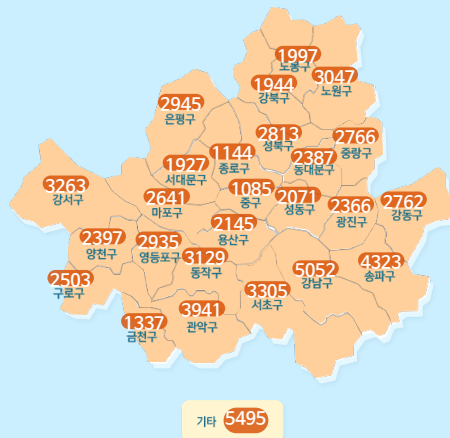 1997
노봉구
1944
강북구
3047
노원구
2945
은평구
2813
성북구
2766
중랑구
1144
종로구
2387
동대문구
1927
서대문구
3263
강서구
2641
마포구
1085
중구
2071
성동구
2366
광진구
2762
강동구
2145
용산구
2397
양천구
2935
영등포구
3129
동작구
4323
송파구
5052
강남구
2503
구로구
3305
서초구
3941
관악구
1337
금천구
기타 5495